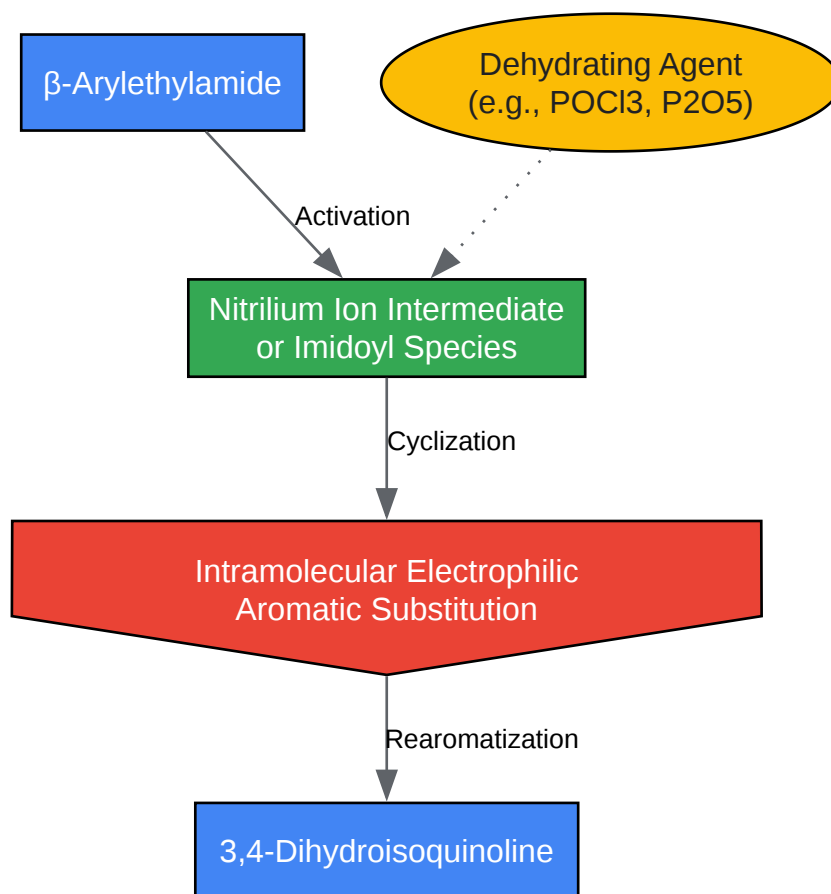 β-Arylethylamide
Dehydrating Agent
(e.g., POCl3, P2O5)
Activation
Nitrilium Ion Intermediate
or Imidoyl Species
Cyclization
Intramolecular Electrophilic
Aromatic Substitution
Rearomatization
3,4-Dihydroisoquinoline